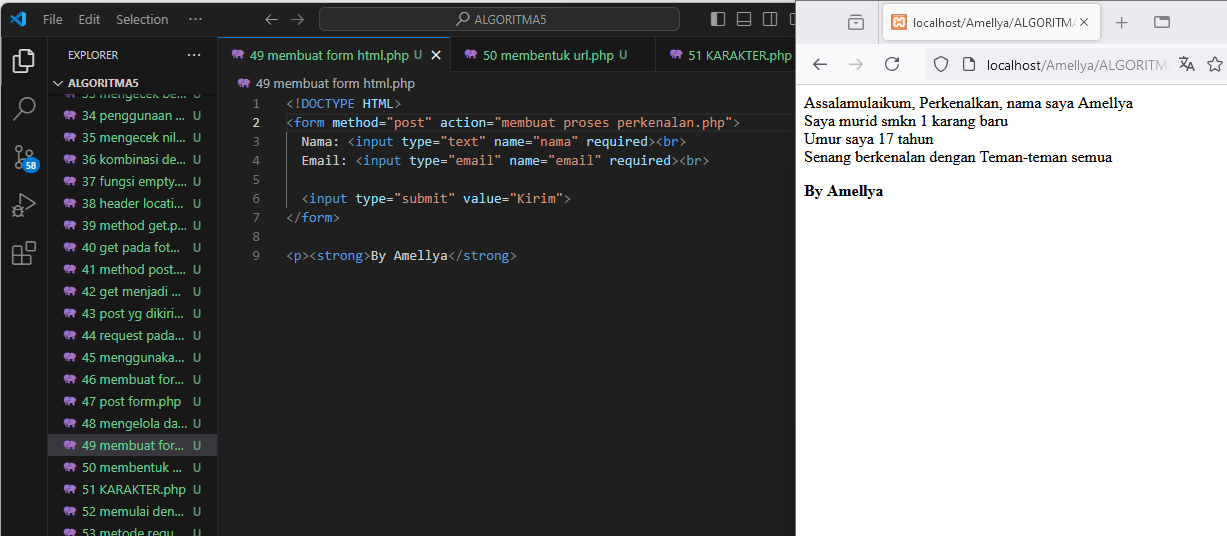 File Edit Selection ··· ALGORITMA5
EXPLORER ···
ALGORITMA5
33 mengecek be...
34 penggunaan ... U
35 mengecek nil... U
36 kombinasi de... U
37 fungsi empty.... U
38 header locati... U
39 method get.p... U
40 get pada fot... U
41 method post.... U
42 get menjadi ... U
43 post yg dikiri... U
44 request pada... U
45 menggunaka... U
46 membuat for... U
47 post form.php U
48 mengelola da... U
49 membuat for... U
50 membentuk ... U
51 KARAKTER.php U
52 memulai den... U
53 metode requ... U
58
49 membuat form html.php U 50 membentuk url.php U 51 KARAKTER.php
49 membuat form html.php
1 <!DOCTYPE HTML>
2 <form method="post" action="membuat proses perkenalan.php">
3 Nama: <input type="text" name="nama" required><br>
4 Email: <input type="email" name="email" required><br>
5
6 <input type="submit" value="Kirim">
7 </form>
8
9 <p><strong>By Amellya</strong>
localhost/Amellya/ALGORITMA
localhost/Amellya/ALGORITM
Assalamulaikum, Perkenalkan, nama saya Amellya
Saya murid smkn 1 karang baru
Umur saya 17 tahun
Senang berkenalan dengan Teman-teman semua
By Amellya